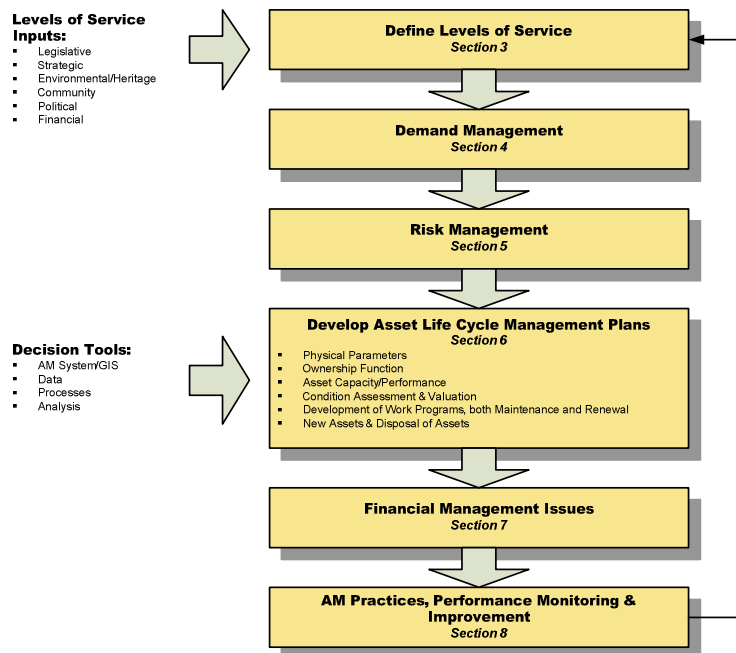 Levels of Service
Inputs:
▪ Legislative
▪ Strategic
▪ Environmental/Heritage
▪ Community
▪ Political
▪ Financial
Define Levels of Service
Section 3
Demand Management
Section 4
Risk Management
Section 5
Decision Tools:
▪ AM System/GIS
▪ Data
▪ Processes
▪ Analysis
Develop Asset Life Cycle Management Plans
Section 6
▪ Physical Parameters
▪ Ownership Function
▪ Asset Capacity/Performance
▪ Condition Assessment & Valuation
▪ Development of Work Programs, both Maintenance and Renewal
▪ New Assets & Disposal of Assets
Financial Management Issues
Section 7
AM Practices, Performance Monitoring &
Improvement
Section 8